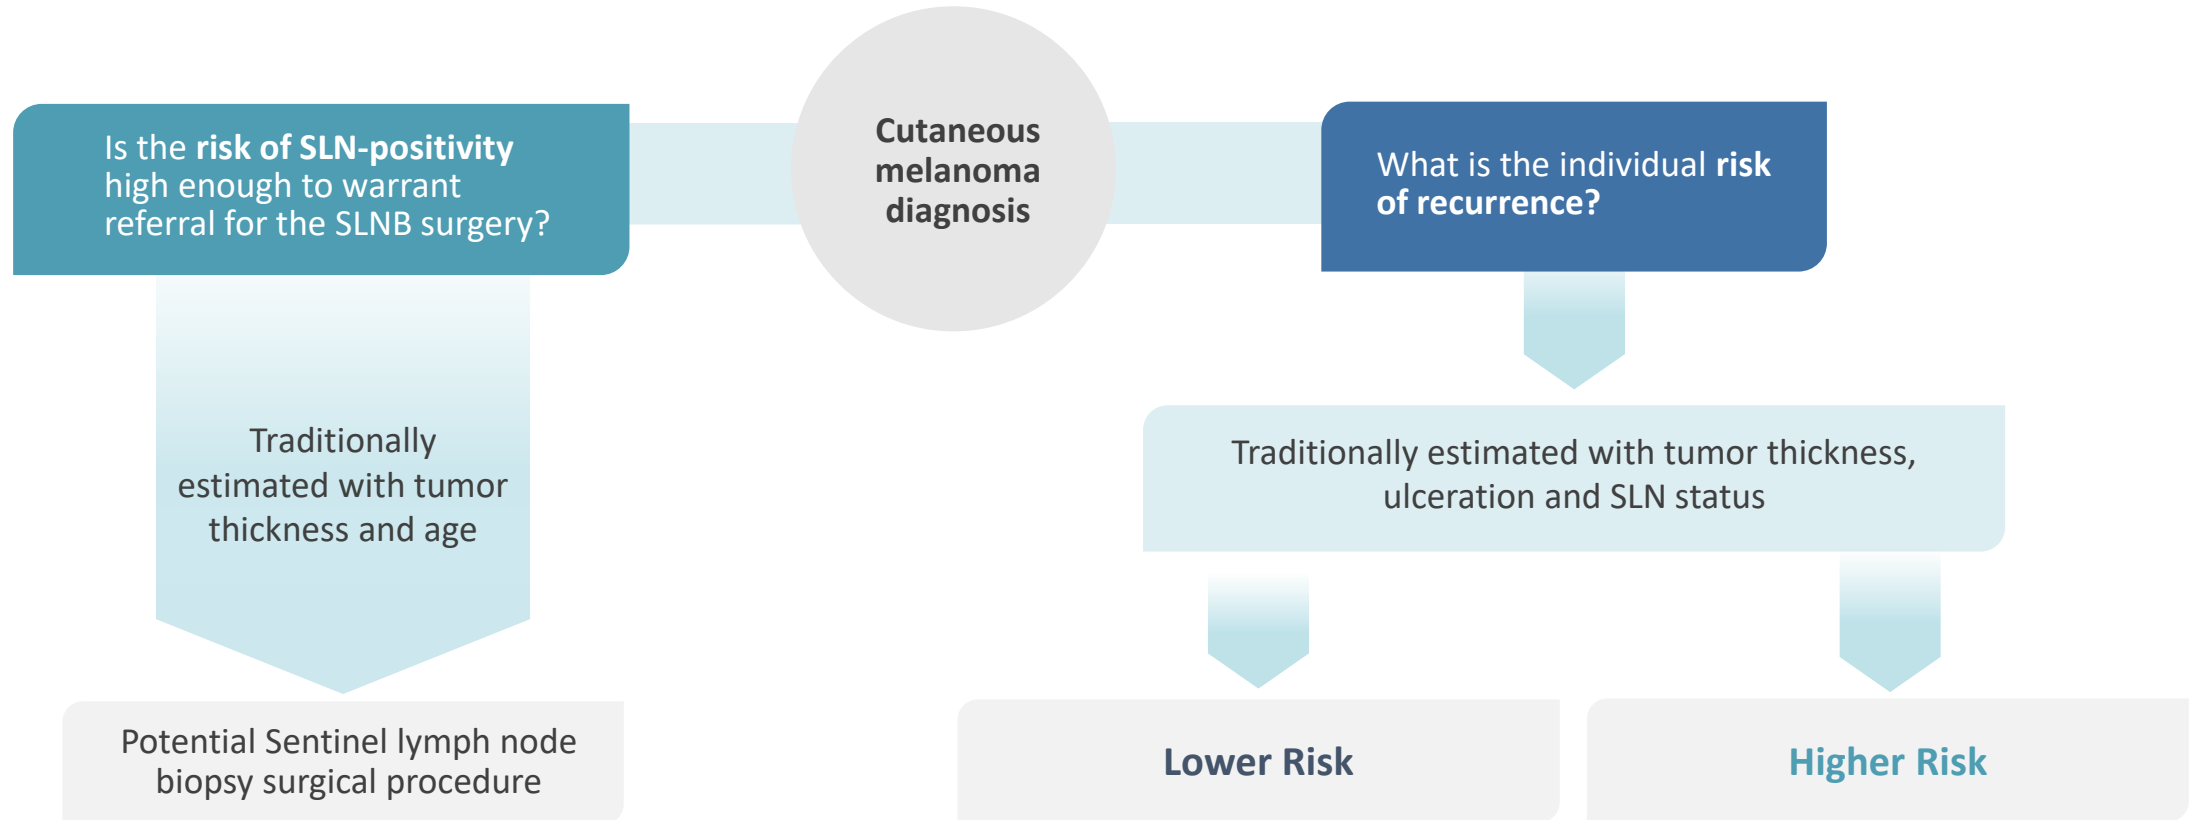 Is the risk of SLN-positivity
high enough to warrant
referral for the SLNB surgery?
Cutaneous
melanoma
diagnosis
What is the individual risk
of recurrence?
Traditionally
estimated with tumor
thickness and age
Traditionally estimated with tumor thickness,
ulceration and SLN status
Potential Sentinel lymph node
biopsy surgical procedure
Lower Risk
Higher Risk